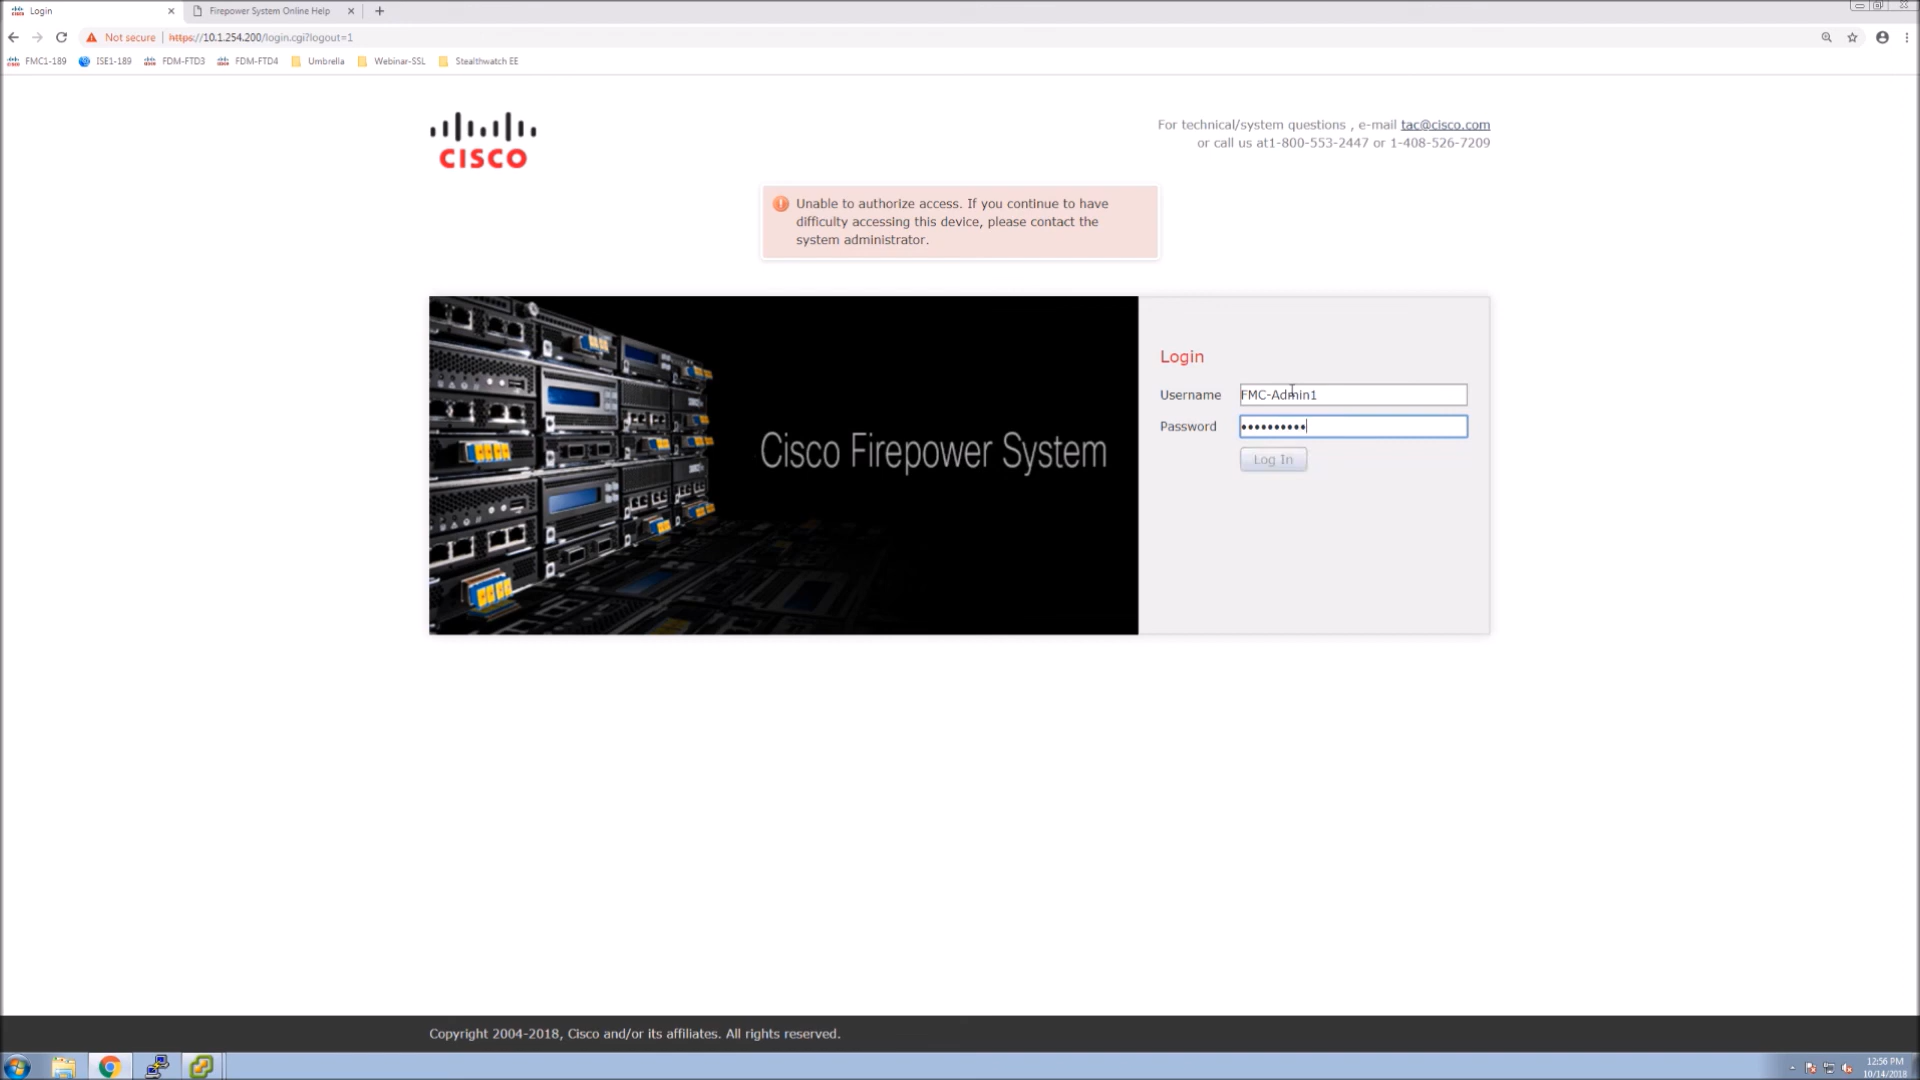 Login
Firepower System Online Help
Not secure | https://10.1.254.200/login.cgi?logout=1
FMC1-189
ISE1-189
FDM-FTD3
FDM-FTD4
Umbrella
Webinar-SSL
Stealthwatch EE
CISCO
For technical/system questions , e-mail tac@cisco.com
or call us at1-800-553-2447 or 1-408-526-7209
Unable to authorize access. If you continue to have
difficulty accessing this device, please contact the
system administrator.
Cisco Firepower System
Login
Username FMC-Admin1
Password ••••••••••
Log In
Copyright 2004-2018, Cisco and/or its affiliates. All rights reserved.
12:56 PM
10/14/2018